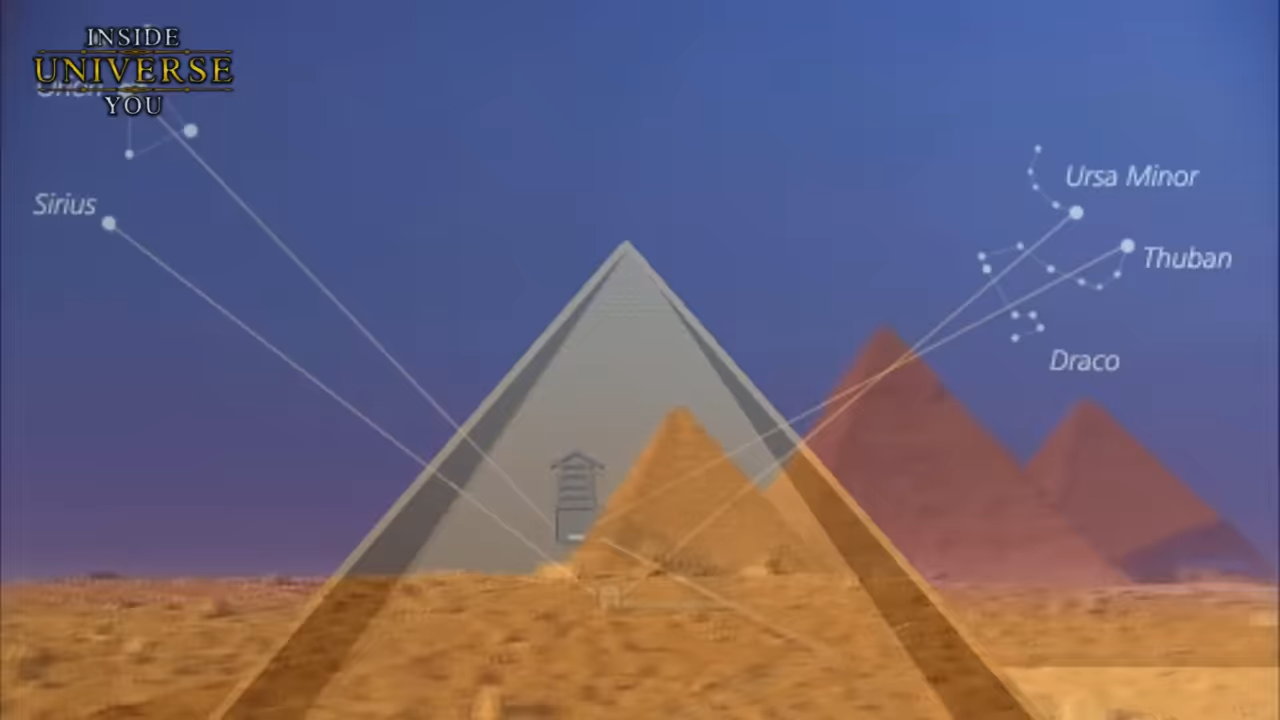 INSIDE
UNIVERSE
YOU
Sirius
Ursa Minor
Thuban
Draco